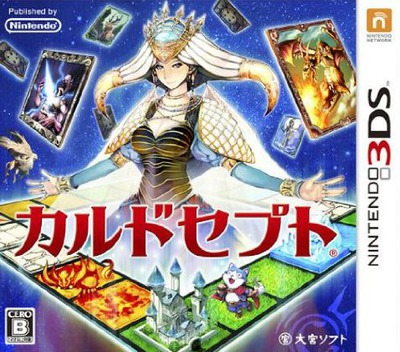 Published by
Nintendo
NINTENDO
NETWORK
NINTENDO 3DS
カルドセプト®
CERO
B
大宮ソフト